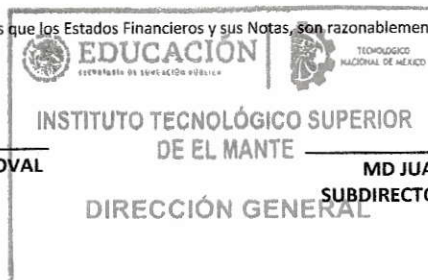 s que los Estados Financieros y sus Notas, son razonablemen
EDUCACIÓN
SECRETARÍA DE EDUCACIÓN PÚBLICA
TECNOLÓGICO
NACIONAL DE MÉXICO
INSTITUTO TECNOLÓGICO SUPERIOR
DE EL MANTE
OVAL
MD JUA
SUBDIRECTO
DIRECCIÓN GENERAL